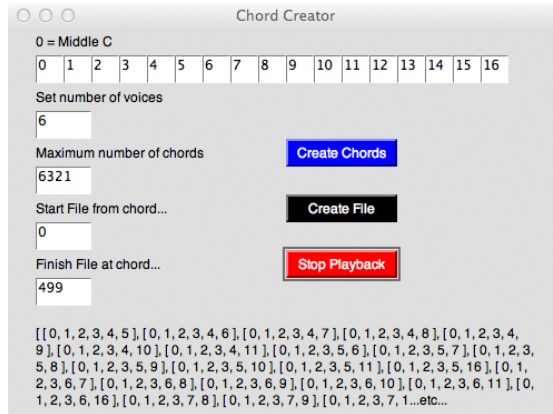 Chord Creator
0 = Middle C
0 1 2 3 4 5 6 7 8 9 10 11 12 13 14 15 16
Set number of voices
6
Maximum number of chords
Create Chords
6321
Start File from chord...
Create File
0
Finish File at chord...
Stop Playback
499
[ [ 0, 1, 2, 3, 4, 5 ], [ 0, 1, 2, 3, 4, 6 ], [ 0, 1, 2, 3, 4, 7 ], [ 0, 1, 2, 3, 4, 8 ], [ 0, 1, 2, 3, 4,
9 ], [ 0, 1, 2, 3, 4, 10 ], [ 0, 1, 2, 3, 4, 11 ], [ 0, 1, 2, 3, 5, 6 ], [ 0, 1, 2, 3, 5, 7 ], [ 0, 1, 2, 3,
5, 8 ], [ 0, 1, 2, 3, 5, 9 ], [ 0, 1, 2, 3, 5, 10 ], [ 0, 1, 2, 3, 5, 11 ], [ 0, 1, 2, 3, 5, 16 ], [ 0, 1,
2, 3, 6, 7 ], [ 0, 1, 2, 3, 6, 8 ], [ 0, 1, 2, 3, 6, 9 ], [ 0, 1, 2, 3, 6, 10 ], [ 0, 1, 2, 3, 6, 11 ], [ 0,
1, 2, 3, 6, 16 ], [ 0, 1, 2, 3, 7, 8 ], [ 0, 1, 2, 3, 7, 9 ], [ 0, 1, 2, 3, 7, 1...etc...